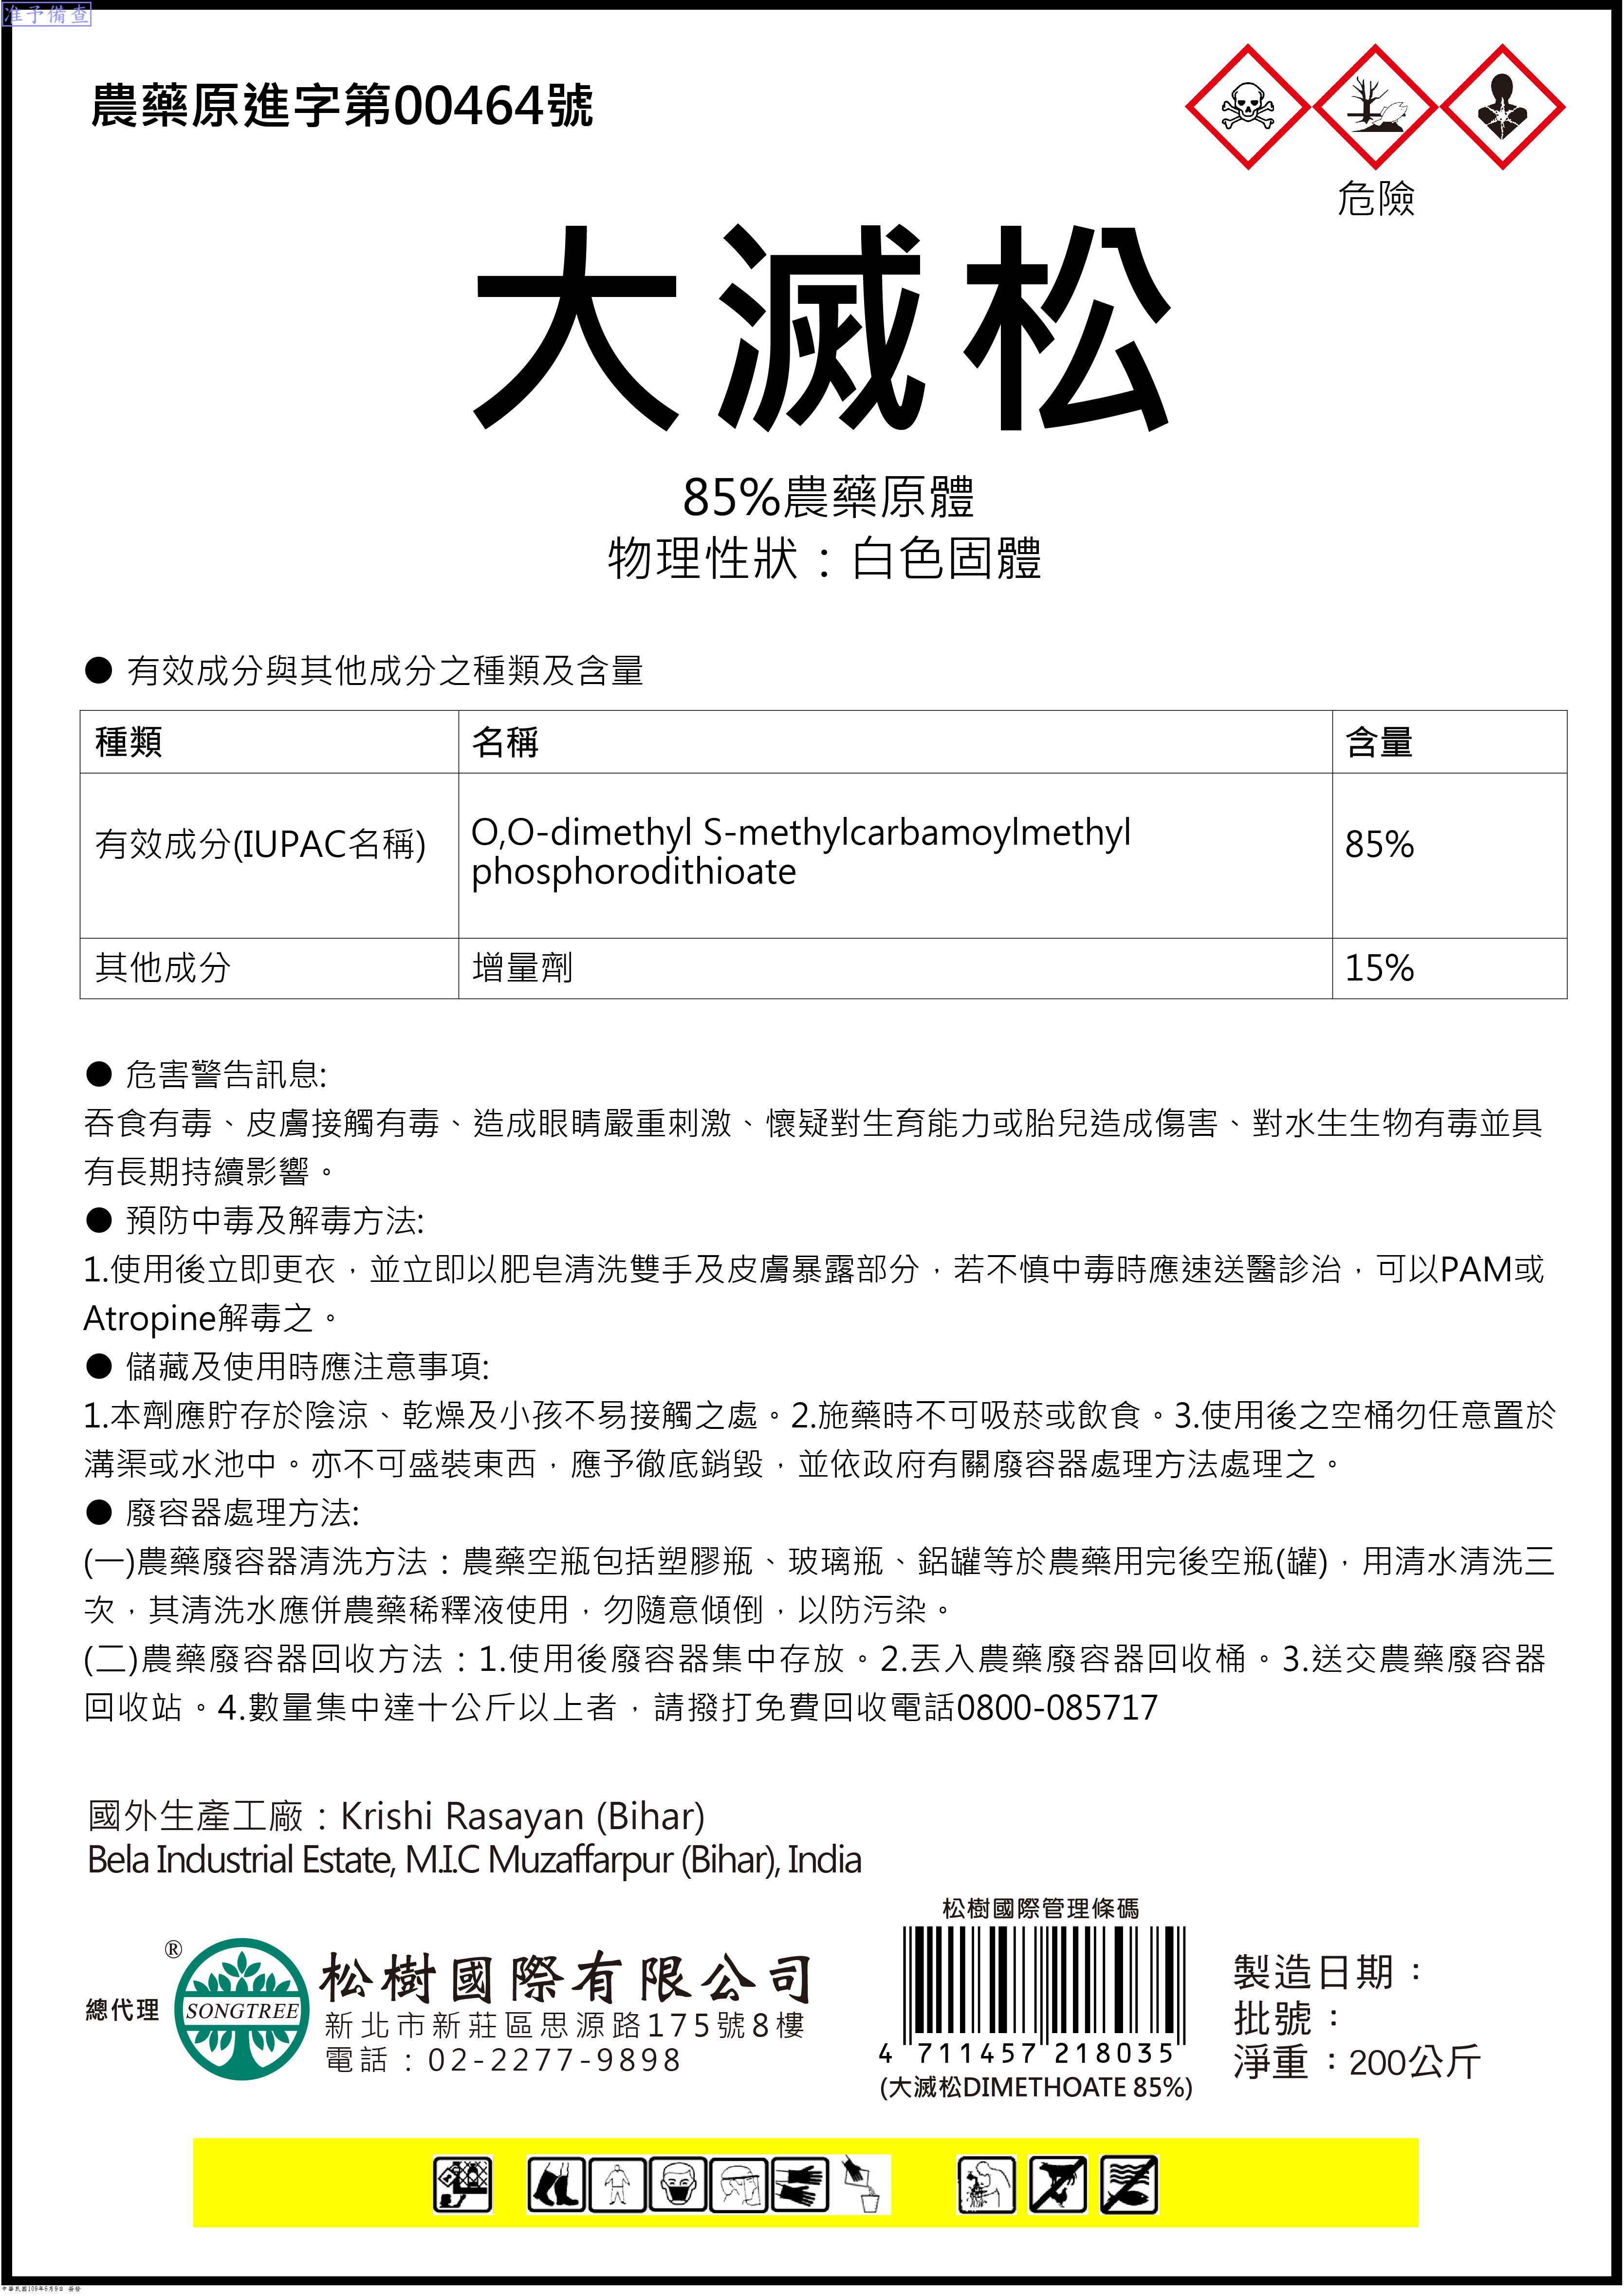 准予備查
農藥原進字第00464號
危險
大滅松
85%農藥原體
物理性狀：白色固體
● 有效成分與其他成分之種類及含量
種類 名稱 含量
有效成分(IUPAC名稱) O,O-dimethyl S-methylcarbamoylmethyl phosphorodithioate 85%
其他成分 增量劑 15%
● 危害警告訊息:
吞食有毒、皮膚接觸有毒、造成眼睛嚴重刺激、懷疑對生育能力或胎兒造成傷害、對水生生物有毒並具
有長期持續影響。
● 預防中毒及解毒方法:
1.使用後立即更衣，並立即以肥皂清洗雙手及皮膚暴露部分，若不慎中毒時應速送醫診治，可以PAM或
Atropine解毒之。
● 儲藏及使用時應注意事項:
1.本劑應貯存於陰涼、乾燥及小孩不易接觸之處。2.施藥時不可吸菸或飲食。3.使用後之空桶勿任意置於
溝渠或水池中。亦不可盛裝東西，應予徹底銷毀，並依政府有關廢容器處理方法處理之。
● 廢容器處理方法:
(一)農藥廢容器清洗方法：農藥空瓶包括塑膠瓶、玻璃瓶、鋁罐等於農藥用完後空瓶(罐)，用清水清洗三
次，其清洗水應併農藥稀釋液使用，勿隨意傾倒，以防污染。
(二)農藥廢容器回收方法：1.使用後廢容器集中存放。2.丟入農藥廢容器回收桶。3.送交農藥廢容器
回收站。4.數量集中達十公斤以上者，請撥打免費回收電話0800-085717
國外生產工廠：Krishi Rasayan (Bihar)
Bela Industrial Estate, M.I.C Muzaffarpur (Bihar), India
總代理
®
SONGTREE
松樹國際有限公司
新北市新莊區思源路175號8樓
電話：02-2277-9898
松樹國際管理條碼
4 711457 218035
(大滅松DIMETHOATE 85%)
製造日期：
批號：
淨重：200公斤
中華民國109年6月9日 簽發